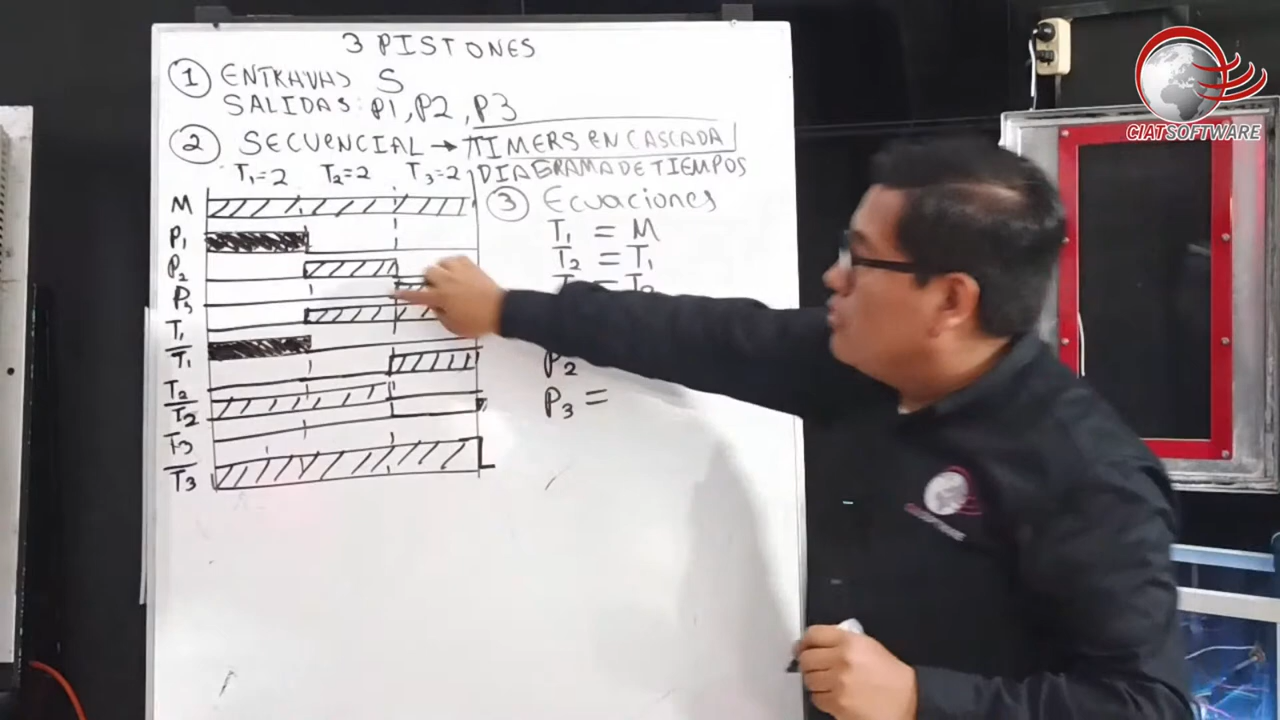 3 PISTONES
1 ENTRADAS S
SALIDAS: P1, P2, P3
2 SECUENCIAL → TIMERS EN CASCADA
DIAGRAMA DE TIEMPOS
T1=2 T2=2 T3=2
M
P1
P2
P3
T1
T1
T2
T2
T3
T3
3 Ecuaciones
T1 = M
T2 = T1
P2
P3 =
CIATSOFTWARE
CIATSOFTWARE